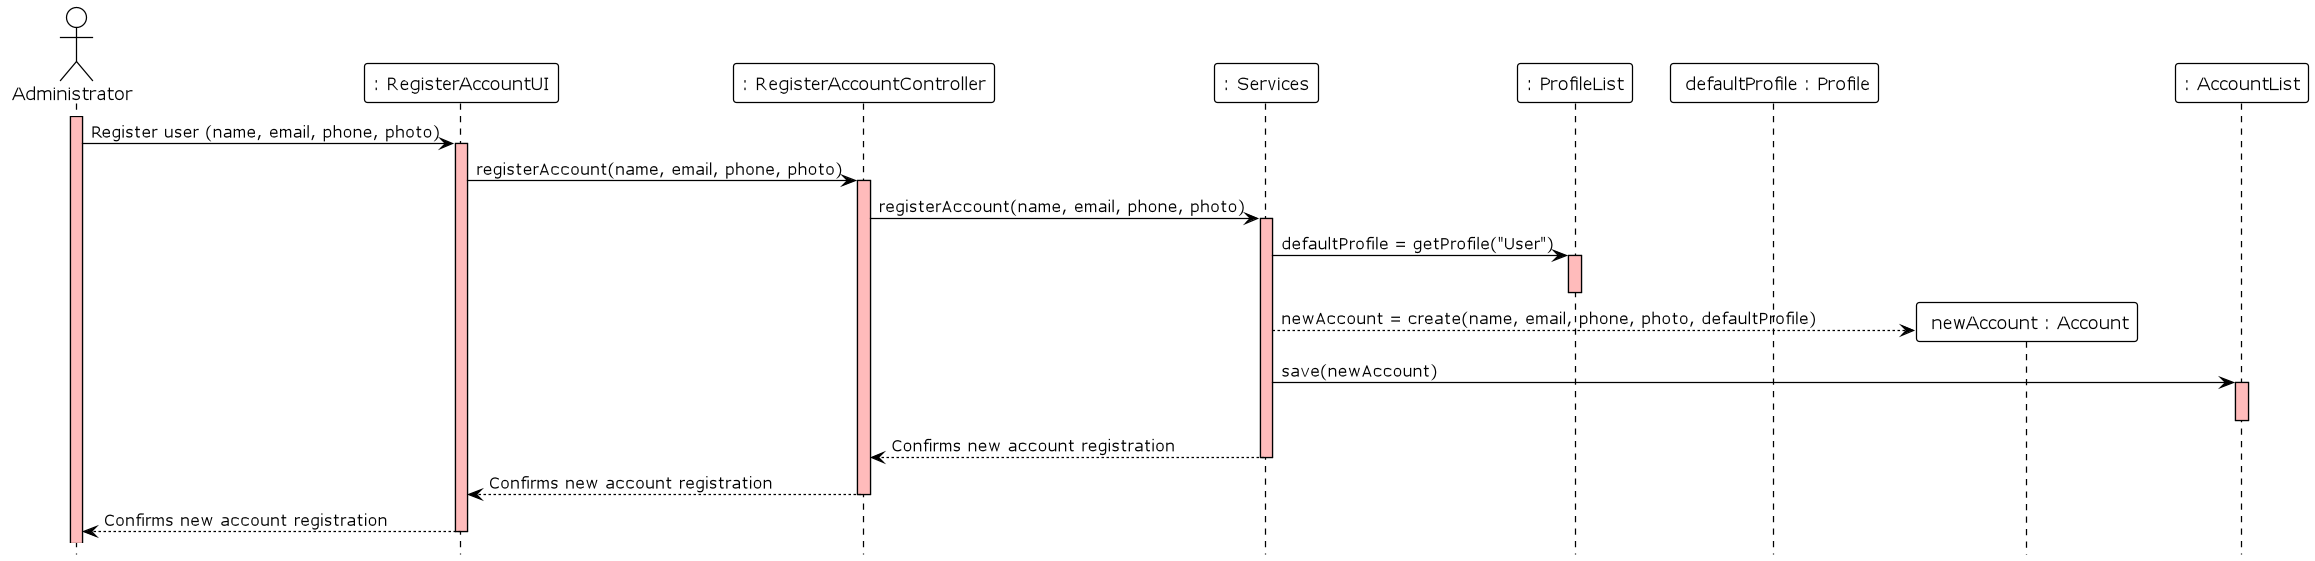 Administrator
: RegisterAccountUI
: RegisterAccountController
: Services
: ProfileList
defaultProfile : Profile
: AccountList
Register user (name, email, phone, photo)
registerAccount(name, email, phone, photo)
registerAccount(name, email, phone, photo)
defaultProfile = getProfile("User")
newAccount = create(name, email, phone, photo, defaultProfile)
newAccount : Account
save(newAccount)
Confirms new account registration
Confirms new account registration
Confirms new account registration